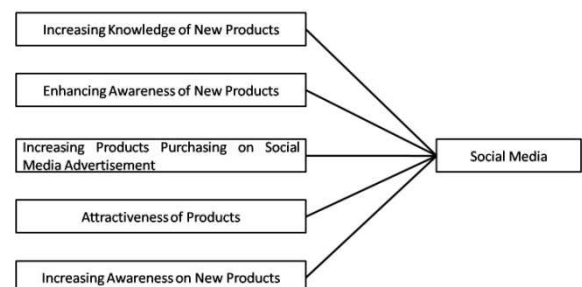 Increasing Knowledge of New Products
Enhancing Awareness of New Products
Increasing Products Purchasing on Social
Media Advertisement
Social Media
Attractiveness of Products
Increasing Awareness on New Products